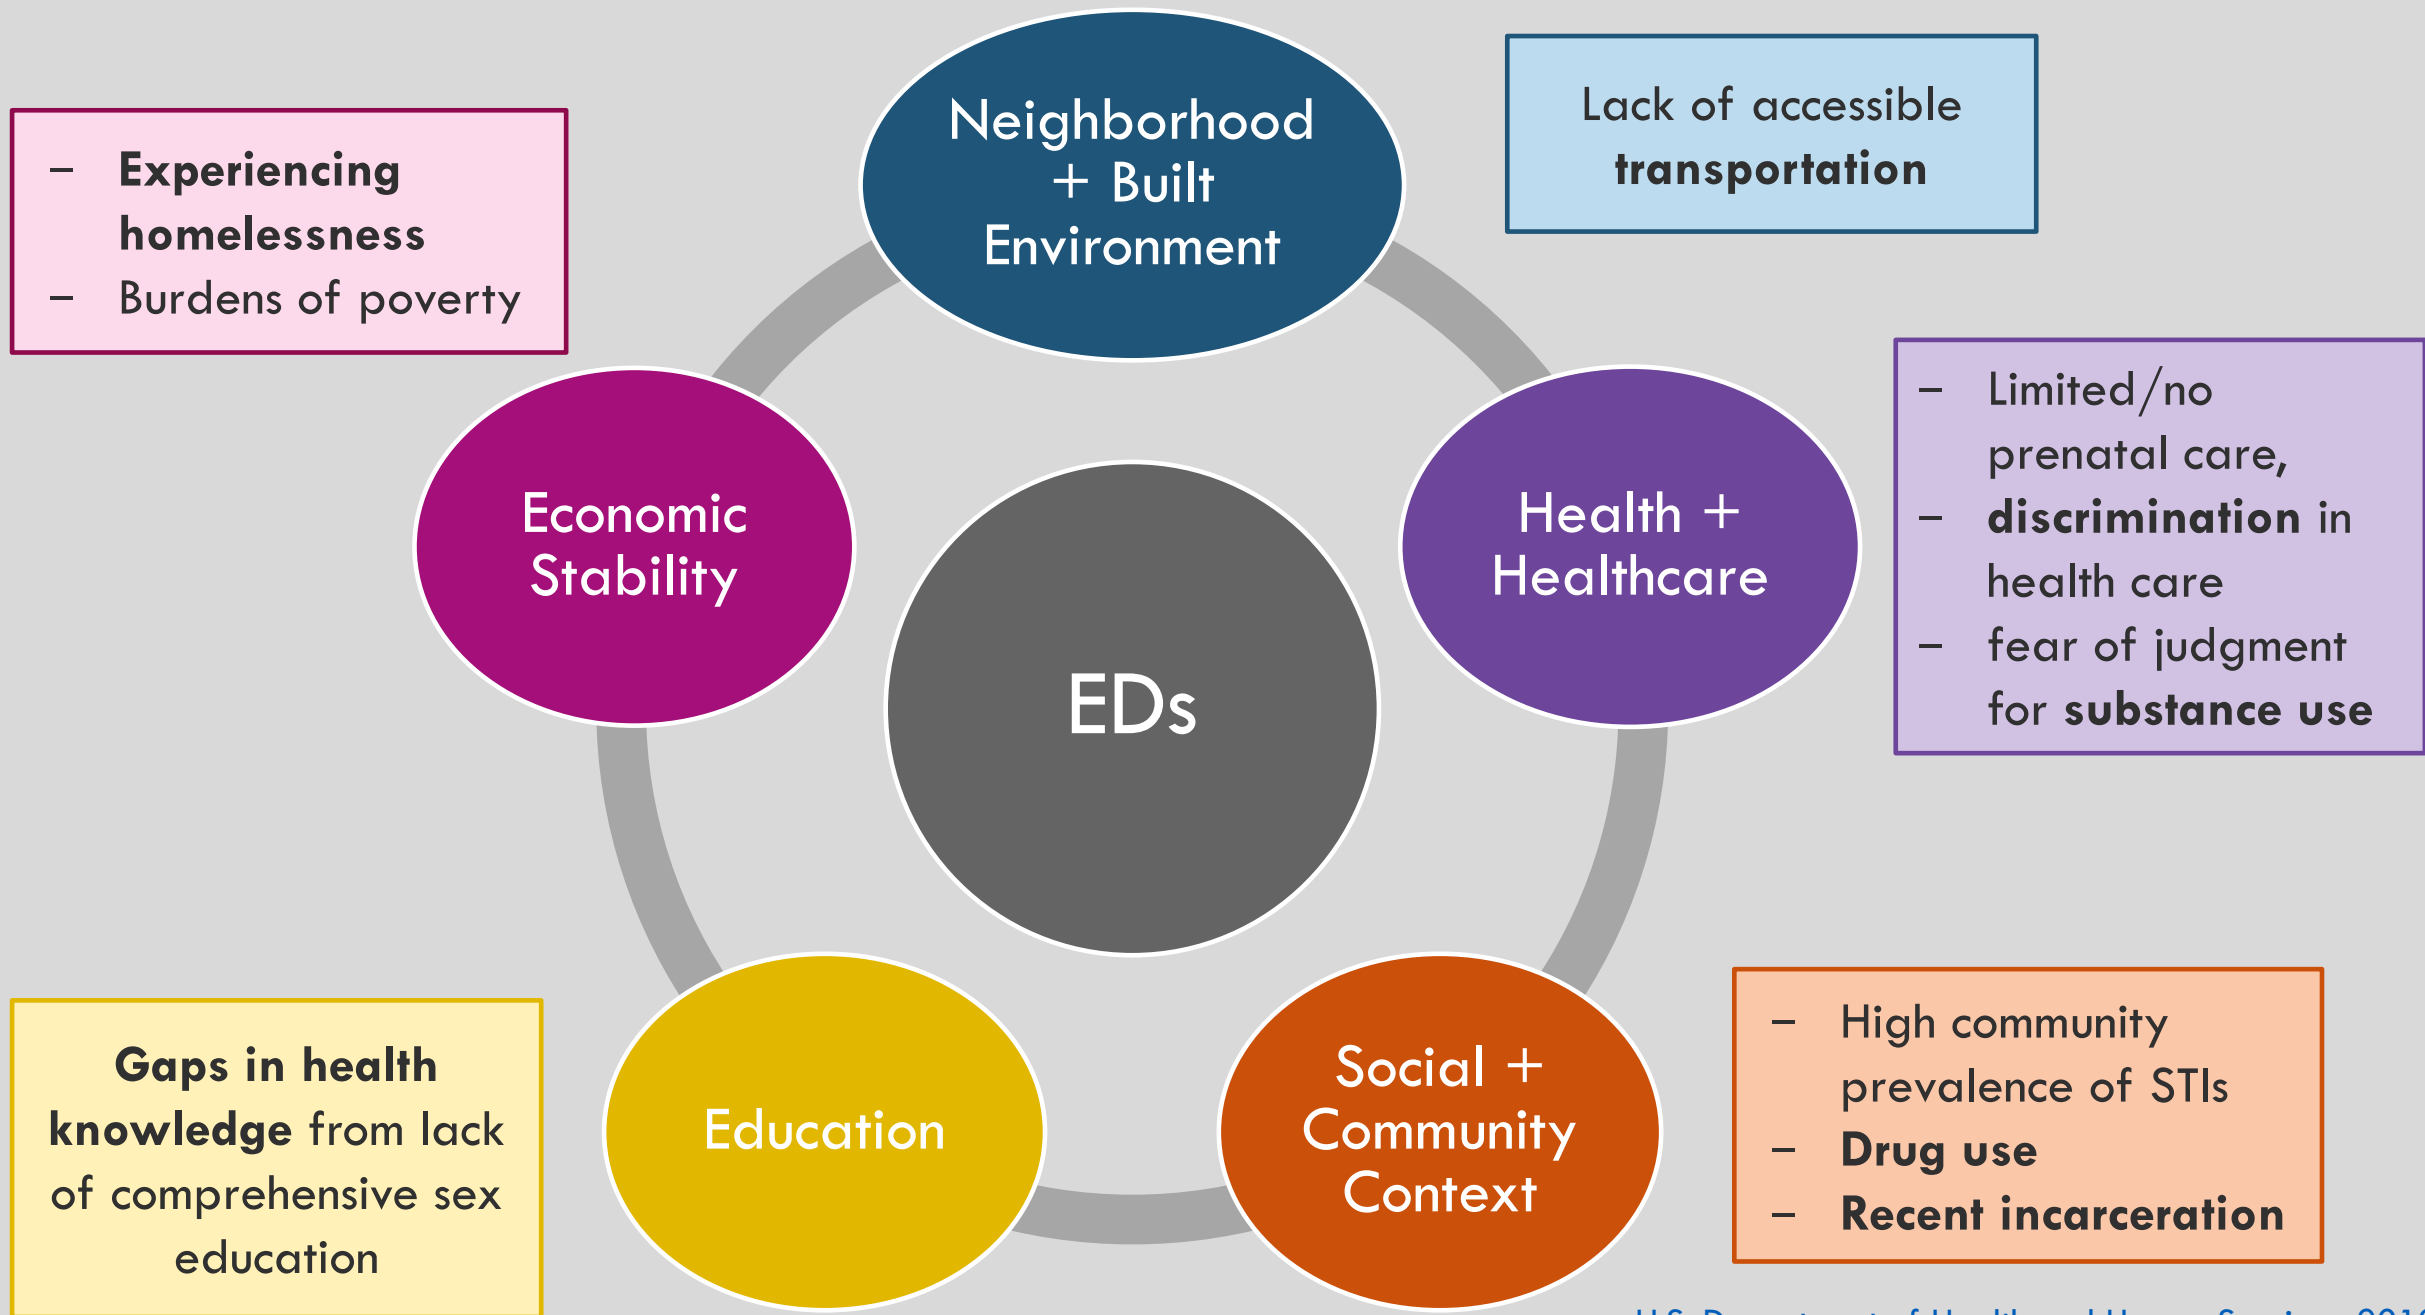 Neighborhood
+ Built
Environment
Lack of accessible
transportation
– Experiencing
homelessness
– Burdens of poverty
Economic
Stability
Health +
Healthcare
– Limited/no
prenatal care,
– discrimination in
health care
– fear of judgment
for substance use
EDs
Education
Gaps in health
knowledge from lack
of comprehensive sex
education
Social +
Community
Context
– High community
prevalence of STIs
– Drug use
– Recent incarceration